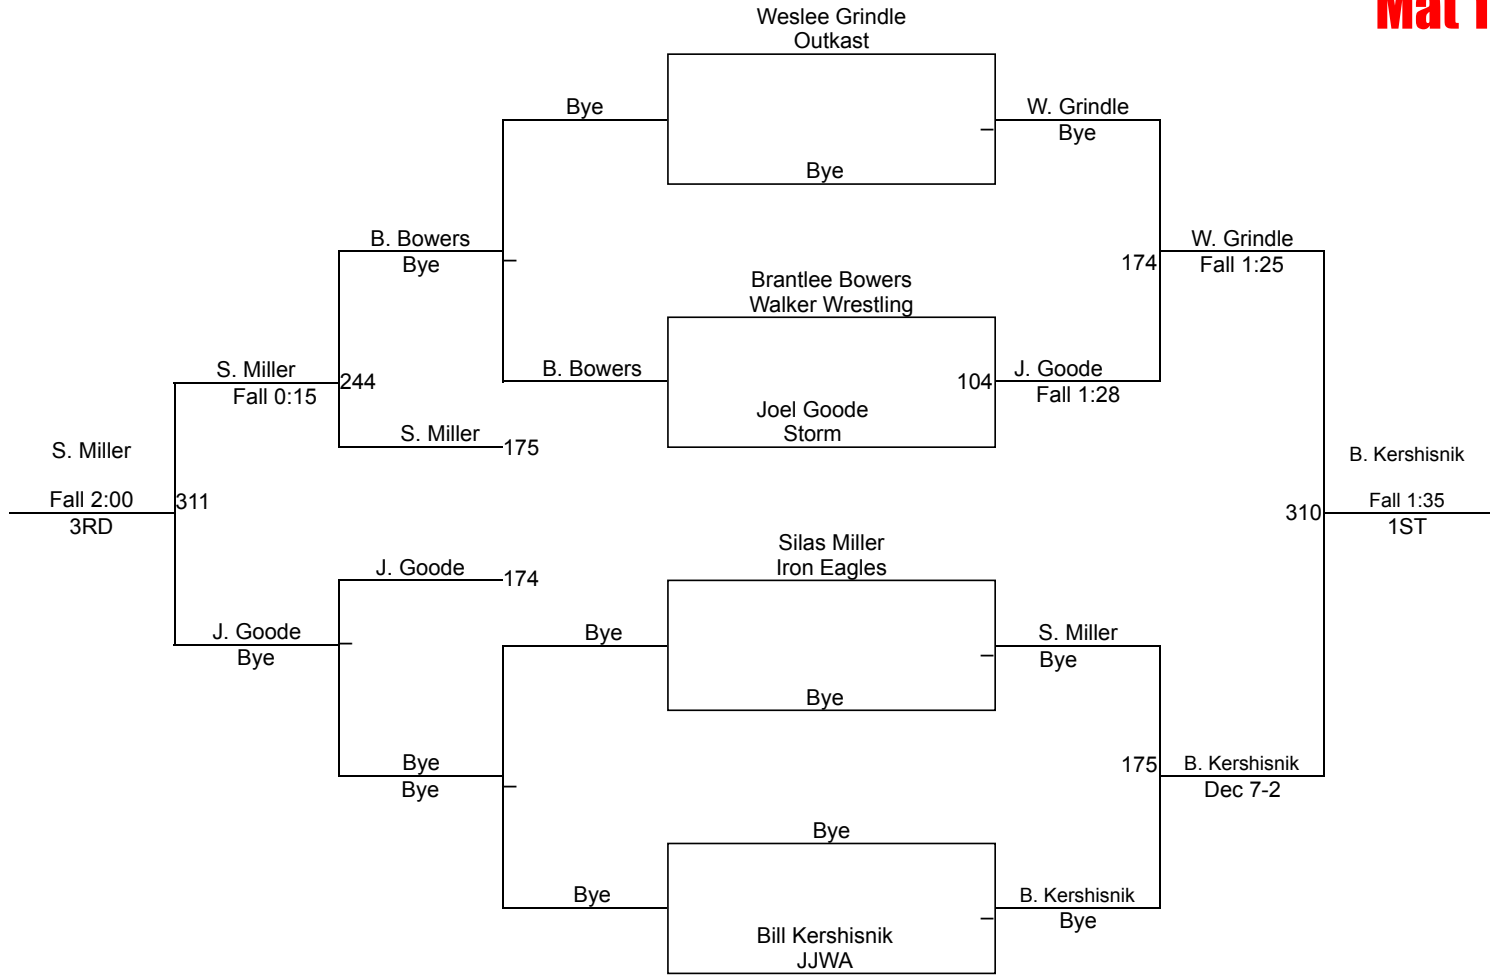 Mat 1
Weslee Grindle
Outkast
Bye
W. Grindle
Bye
Bye
B. Bowers
Bye
W. Grindle
174
Fall 1:25
Brantlee Bowers
Walker Wrestling
S. Miller
244
Fall 0:15
B. Bowers
104
J. Goode
Fall 1:28
Joel Goode
Storm
S. Miller
175
S. Miller
Fall 2:00
311
3RD
B. Kershisnik
Fall 1:35
310
1ST
Silas Miller
Iron Eagles
J. Goode
174
J. Goode
Bye
Bye
S. Miller
Bye
Bye
Bye
Bye
175
B. Kershisnik
Dec 7-2
Bye
Bye
B. Kershisnik
Bye
Bill Kershisnik
JJWA